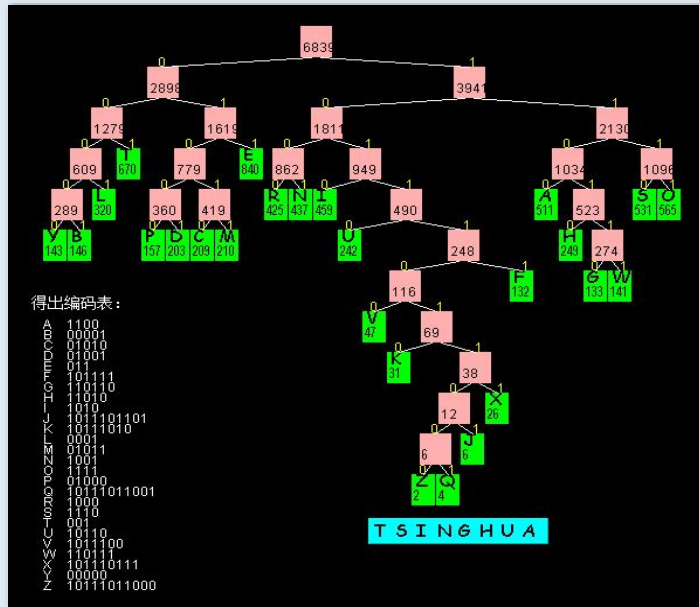 6839
0 1
2898 3941
0 1 0 1
1279 1619 1811 2130
0 1 0 1 0 1 0 1
609 T 779 E 862 949 1034 1096
670 840
0 1 0 1 0 1 0 1 0 1 0 1
289 L 360 419 R N I 490 A 523 S O
320 425 437 459 511 531 565
0 1 0 1 0 1 0 1 0 1
Y B P D C M U 248 H 274
143 146 157 203 209 210 242 249
0 1 0 1
116 F G W
132 133 141
0 1
V 69
47
0 1
K 38
31
0 1
12 X
26
0 1
6 J
6
0 1
Z Q
2 4
得出编码表：
A 1100
B 00001
C 01010
D 01001
E 011
F 101111
G 110110
H 11010
I 1010
J 1011101101
K 10111010
L 0001
M 01011
N 1001
O 1111
P 01000
Q 10111011001
R 1000
S 1110
T 001
U 10110
V 1011100
W 110111
X 101110111
Y 00000
Z 10111011000
T S I N G H U A